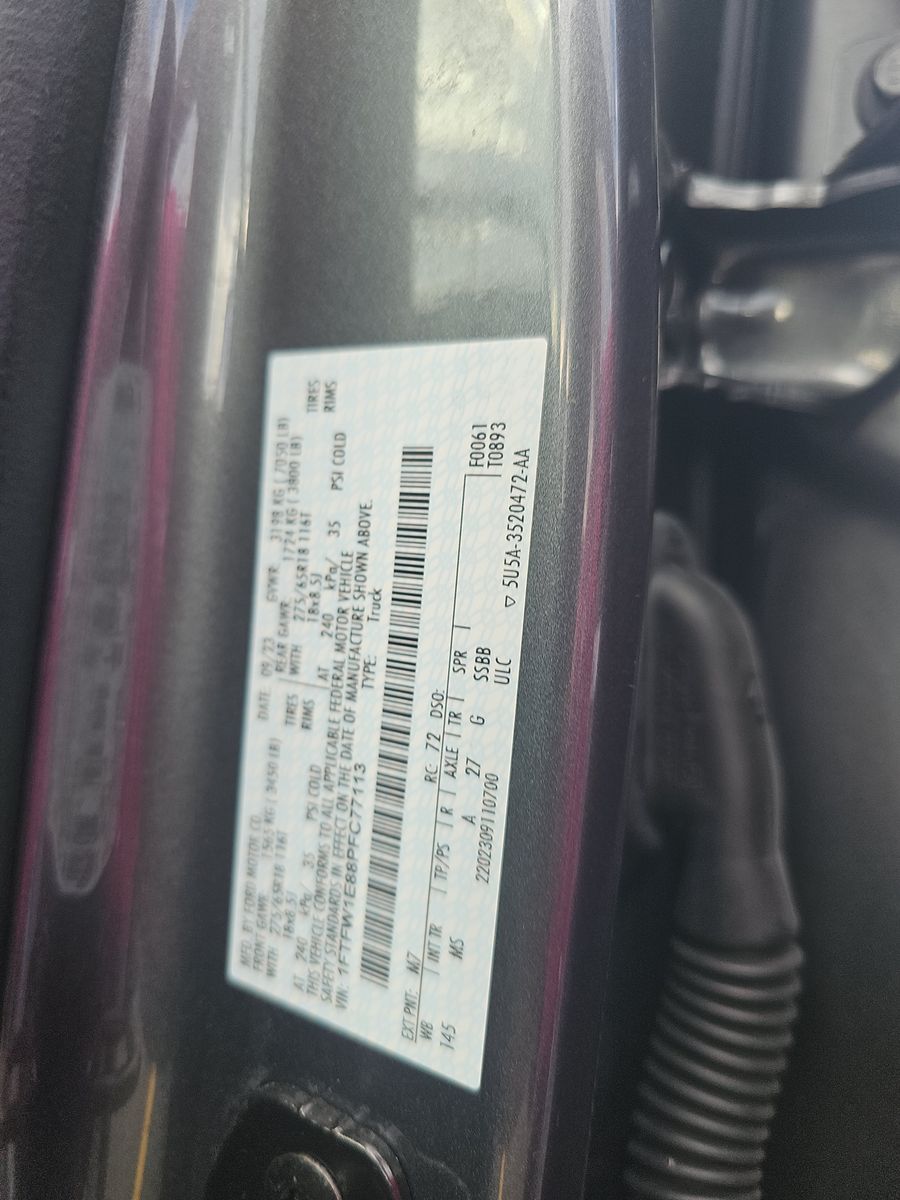 MFD. BY FORD MOTOR CO. DATE: 09/23 GVWR: 3198 KG ( 7050 LB)
FRONT GAWR: 1565 KG ( 3450 LB) REAR GAWR: 1724 KG ( 3800 LB)
WITH 275/65R18 116T TIRES WITH 275/65R18 116T TIRES
18x8.5J RIMS 18x8.5J RIMS
AT 240 kPa/ 35 PSI COLD AT 240 kPa/ 35 PSI COLD
THIS VEHICLE CONFORMS TO ALL APPLICABLE FEDERAL MOTOR VEHICLE
SAFETY STANDARDS IN EFFECT ON THE DATE OF MANUFACTURE SHOWN ABOVE.
VIN: 1FTFW1E88PFC77113 TYPE: Truck
EXT PNT: M7 RC: 72 DSO: F0061
WB | INT TR | TP/PS | R | AXLE | TR | SPR | T0893
145 MS A 27 G SSBB
2202309110700 ULC ▽ 5U5A-3520472-AA